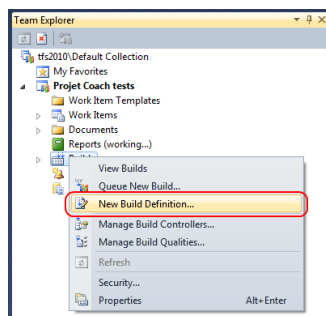 Team Explorer
tfs2010\Default Collection
My Favorites
Projet Coach tests
Work Item Templates
Work Items
Documents
Reports (working...)
View Builds
Queue New Build...
New Build Definition...
Manage Build Controllers...
Manage Build Qualities...
Refresh
Security...
Properties Alt+Enter